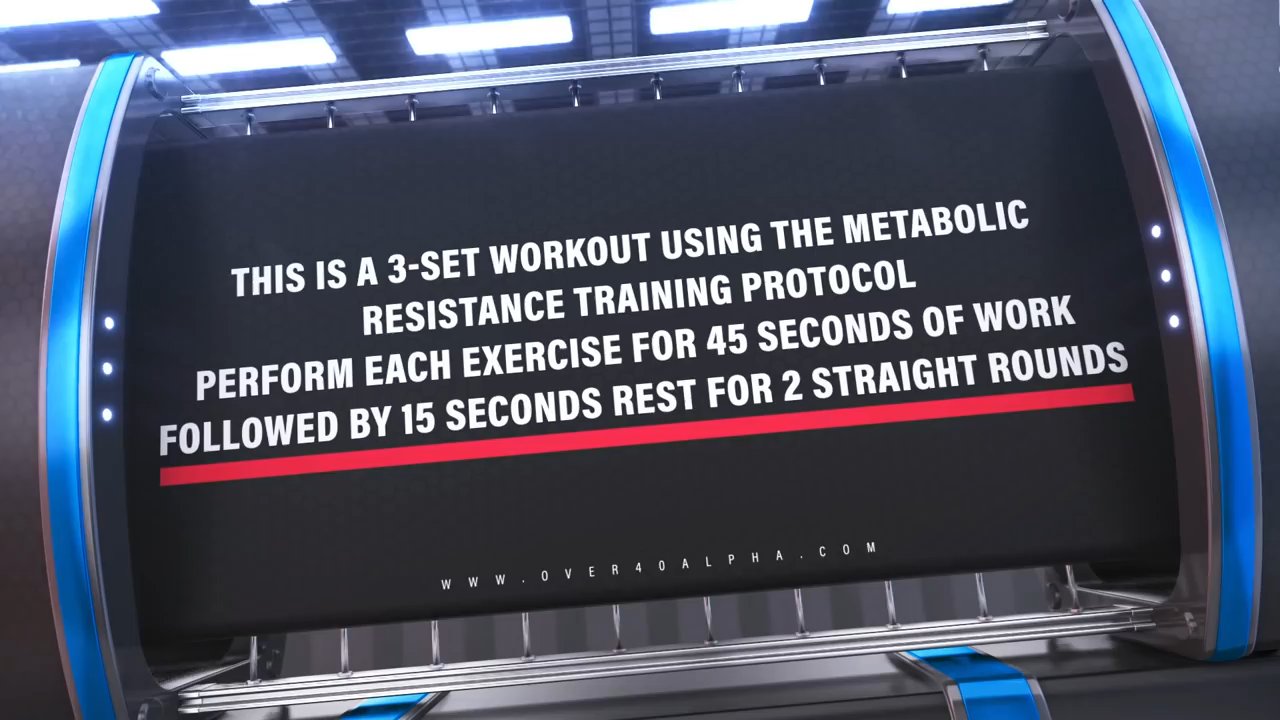 THIS IS A 3-SET WORKOUT USING THE METABOLIC
RESISTANCE TRAINING PROTOCOL
PERFORM EACH EXERCISE FOR 45 SECONDS OF WORK
FOLLOWED BY 15 SECONDS REST FOR 2 STRAIGHT ROUNDS
WWW.OVER40ALPHA.COM